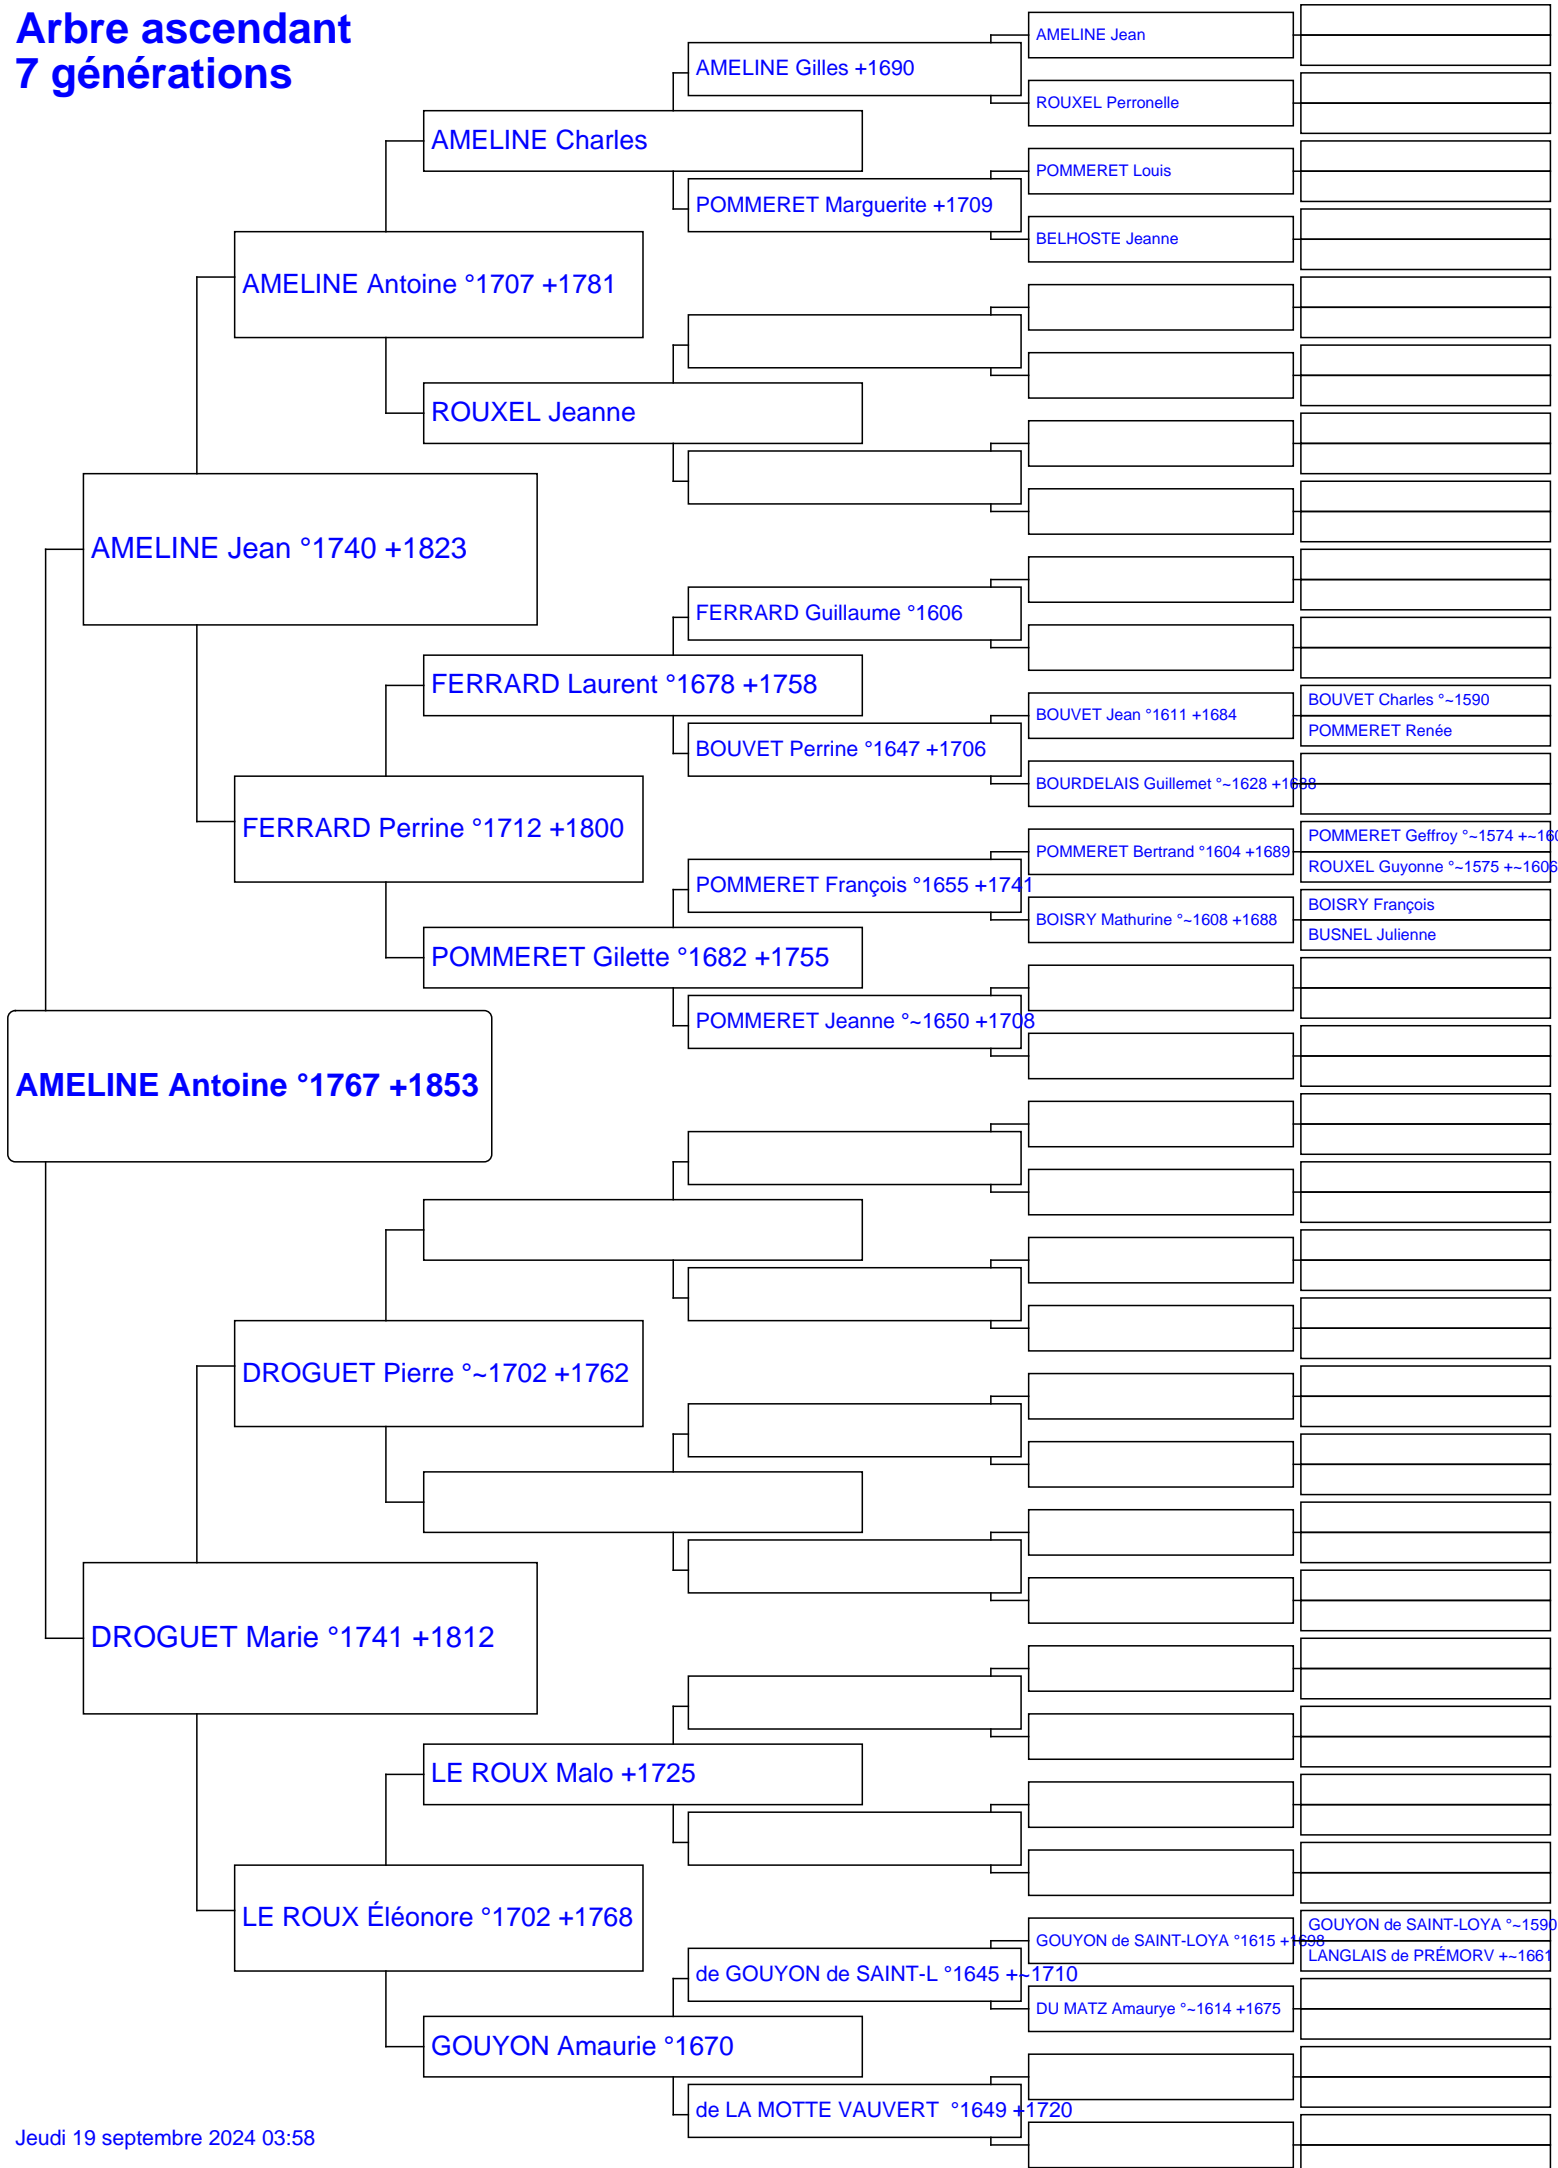 Arbre ascendant
7 générations
AMELINE Jean
AMELINE Gilles +1690
ROUXEL Perronelle
AMELINE Charles
POMMERET Louis
POMMERET Marguerite +1709
BELHOSTE Jeanne
AMELINE Antoine °1707 +1781
ROUXEL Jeanne
AMELINE Jean °1740 +1823
FERRARD Guillaume °1606
FERRARD Laurent °1678 +1758
BOUVET Charles °~1590
BOUVET Jean °1611 +1684
POMMERET Renée
BOUVET Perrine °1647 +1706
BOURDELAIS Guillemet °~1628 +1688
FERRARD Perrine °1712 +1800
POMMERET Geffroy °~1574 +~160
POMMERET Bertrand °1604 +1689
ROUXEL Guyonne °~1575 +~1606
POMMERET François °1655 +1741
BOISRY François
BOISRY Mathurine °~1608 +1688
BUSNEL Julienne
POMMERET Gilette °1682 +1755
POMMERET Jeanne °~1650 +1708
AMELINE Antoine °1767 +1853
DROGUET Pierre °~1702 +1762
DROGUET Marie °1741 +1812
LE ROUX Malo +1725
LE ROUX Éléonore °1702 +1768
GOUYON de SAINT-LOYA °~1590
GOUYON de SAINT-LOYA °1615 +1698
LANGLAIS de PRÉMORV +~1661
de GOUYON de SAINT-L °1645 +~1710
DU MATZ Amaurye °~1614 +1675
GOUYON Amaurie °1670
de LA MOTTE VAUVERT °1649 +1720
Jeudi 19 septembre 2024 03:58